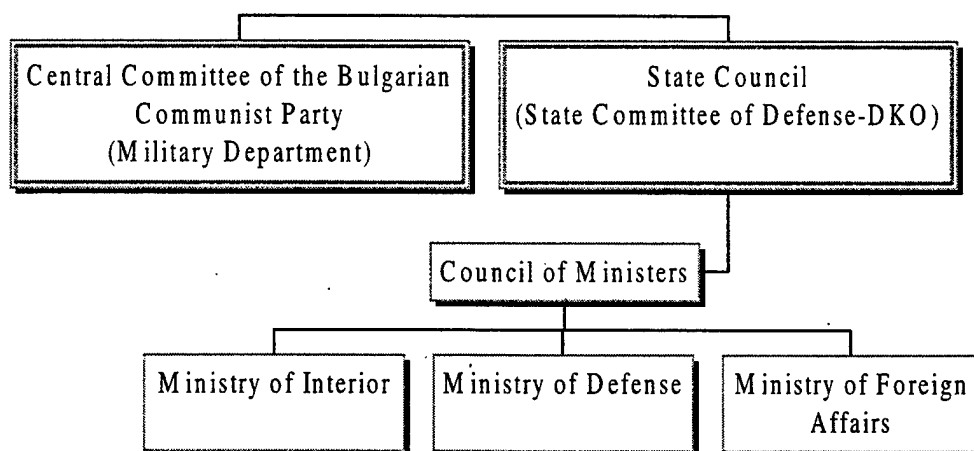 Central Committee of the Bulgarian
Communist Party
(Military Department)
State Council
(State Committee of Defense-DKO)
Council of Ministers
Ministry of Interior
Ministry of Defense
Ministry of Foreign
Affairs